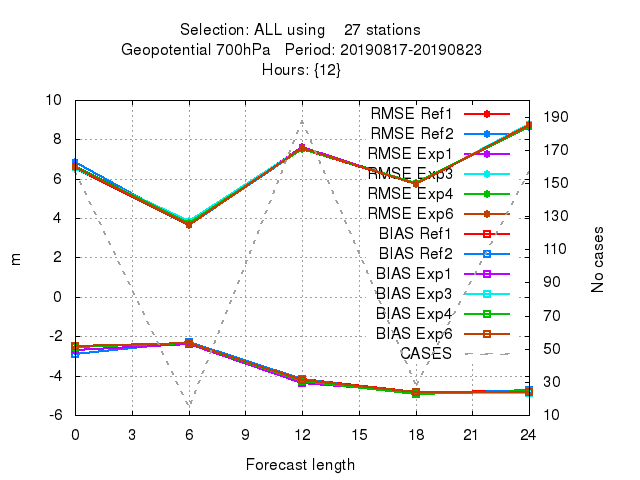 Selection: ALL using 27 stations
Geopotential 700hPa Period: 20190817-20190823
Hours: {12}
RMSE Ref1
RMSE Ref2
RMSE Exp1
RMSE Exp3
RMSE Exp4
RMSE Exp6
BIAS Ref1
BIAS Ref2
BIAS Exp1
BIAS Exp3
BIAS Exp4
BIAS Exp6
CASES
10
8
6
4
2
0
-2
-4
-6
m
190
170
150
130
110
90
70
50
30
10
No cases
0 3 6 9 12 15 18 21 24
Forecast length